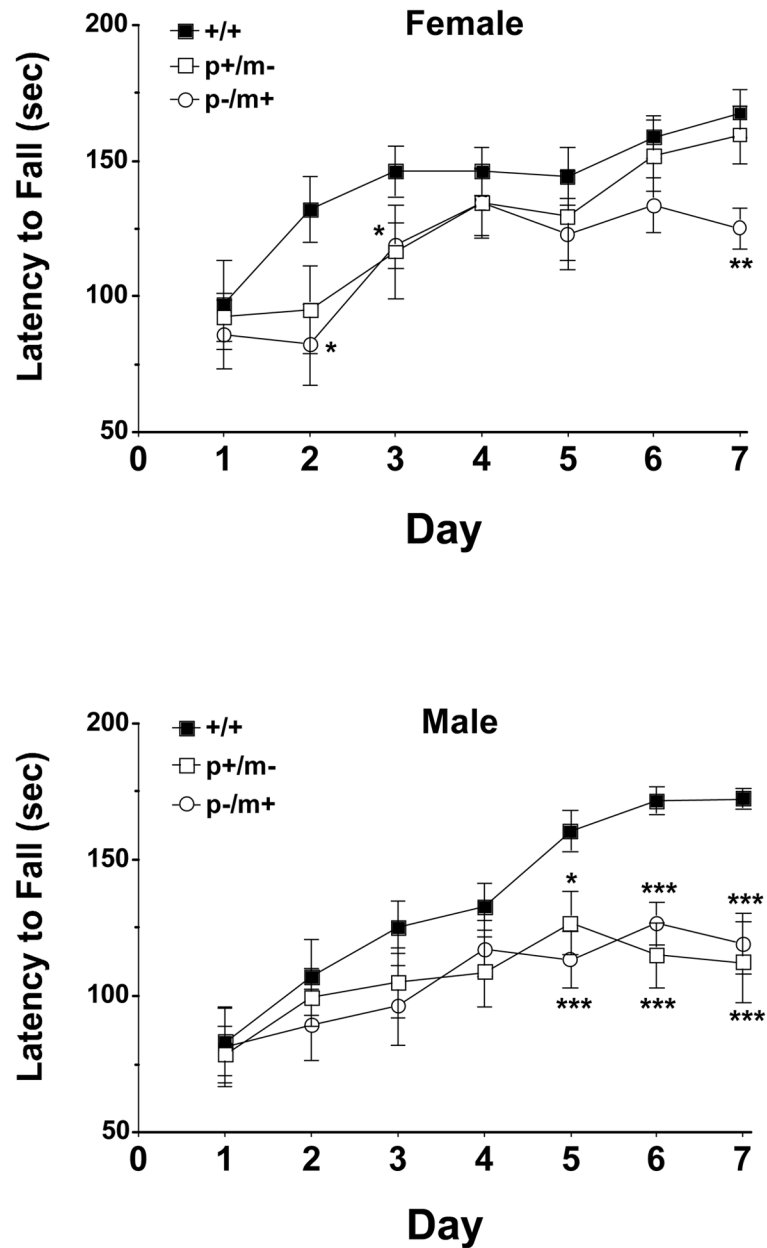 Female
+/+
p+/m-
p-/m+
Latency to Fall (sec)
200
150
100
50
*
*
**
0 1 2 3 4 5 6 7
Day
Male
+/+
p+/m-
p-/m+
Latency to Fall (sec)
200
150
100
50
* *** ***
*** *** ***
0 1 2 3 4 5 6 7
Day